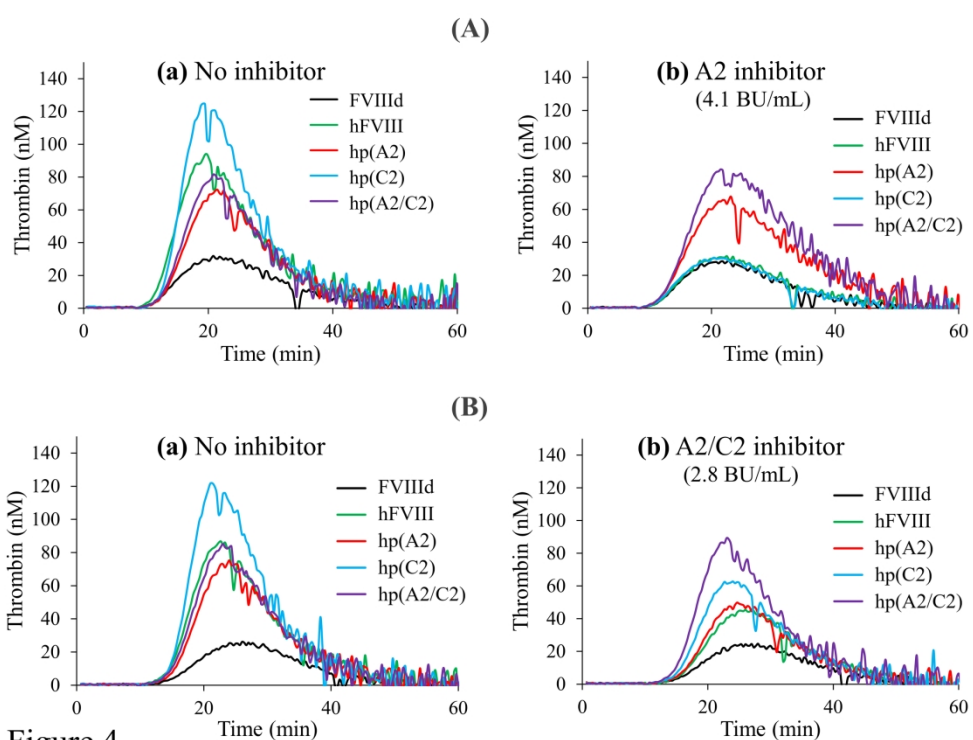 (A)
(a) No inhibitor
Thrombin (nM)
140
120
100
80
60
40
20
0
FVIIId
hFVIII
hp(A2)
hp(C2)
hp(A2/C2)
0 20 40 60
Time (min)
(b) A2 inhibitor
(4.1 BU/mL)
Thrombin (nM)
140
120
100
80
60
40
20
0
FVIIId
hFVIII
hp(A2)
hp(C2)
hp(A2/C2)
0 20 40 60
Time (min)
(B)
(a) No inhibitor
Thrombin (nM)
140
120
100
80
60
40
20
0
FVIIId
hFVIII
hp(A2)
hp(C2)
hp(A2/C2)
0 20 40 60
Time (min)
(b) A2/C2 inhibitor
(2.8 BU/mL)
Thrombin (nM)
140
120
100
80
60
40
20
0
FVIIId
hFVIII
hp(A2)
hp(C2)
hp(A2/C2)
0 20 40 60
Time (min)
Figure 4